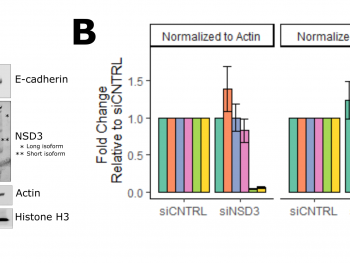 B
E-cadherin
NSD3
* Long isoform
** Short isoform
Actin
Histone H3
Normalized to Actin
Normalize
Fold Change
Relative to siCNTRL
1.5
1.0
0.5
0.0
siCNTRL siNSD3 siCNTRL